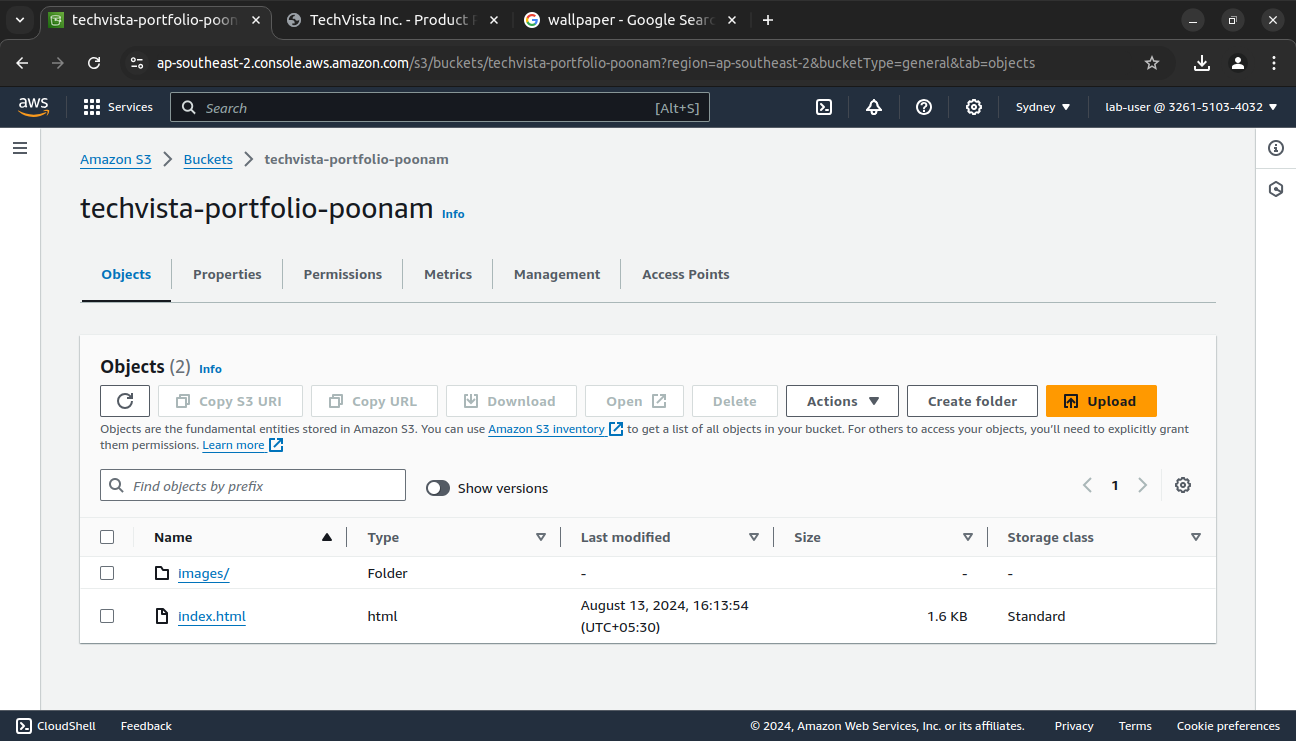 techvista-portfolio-poon
TechVista Inc. - Product
wallpaper - Google Searc
ap-southeast-2.console.aws.amazon.com/s3/buckets/techvista-portfolio-poonam?region=ap-southeast-2&bucketType=general&tab=objects
aws
Services
Search
[Alt+S]
Sydney
lab-user @ 3261-5103-4032
Amazon S3
Buckets
techvista-portfolio-poonam
techvista-portfolio-poonam Info
Objects
Properties
Permissions
Metrics
Management
Access Points
Objects (2) Info
Copy S3 URI
Copy URL
Download
Open
Delete
Actions
Create folder
Upload
Objects are the fundamental entities stored in Amazon S3. You can use Amazon S3 inventory to get a list of all objects in your bucket. For others to access your objects, you'll need to explicitly grant
them permissions. Learn more
Find objects by prefix
Show versions
1
Name
Type
Last modified
Size
Storage class
images/
Folder
-
-
-
index.html
html
August 13, 2024, 16:13:54
(UTC+05:30)
1.6 KB
Standard
CloudShell
Feedback
© 2024, Amazon Web Services, Inc. or its affiliates.
Privacy
Terms
Cookie preferences